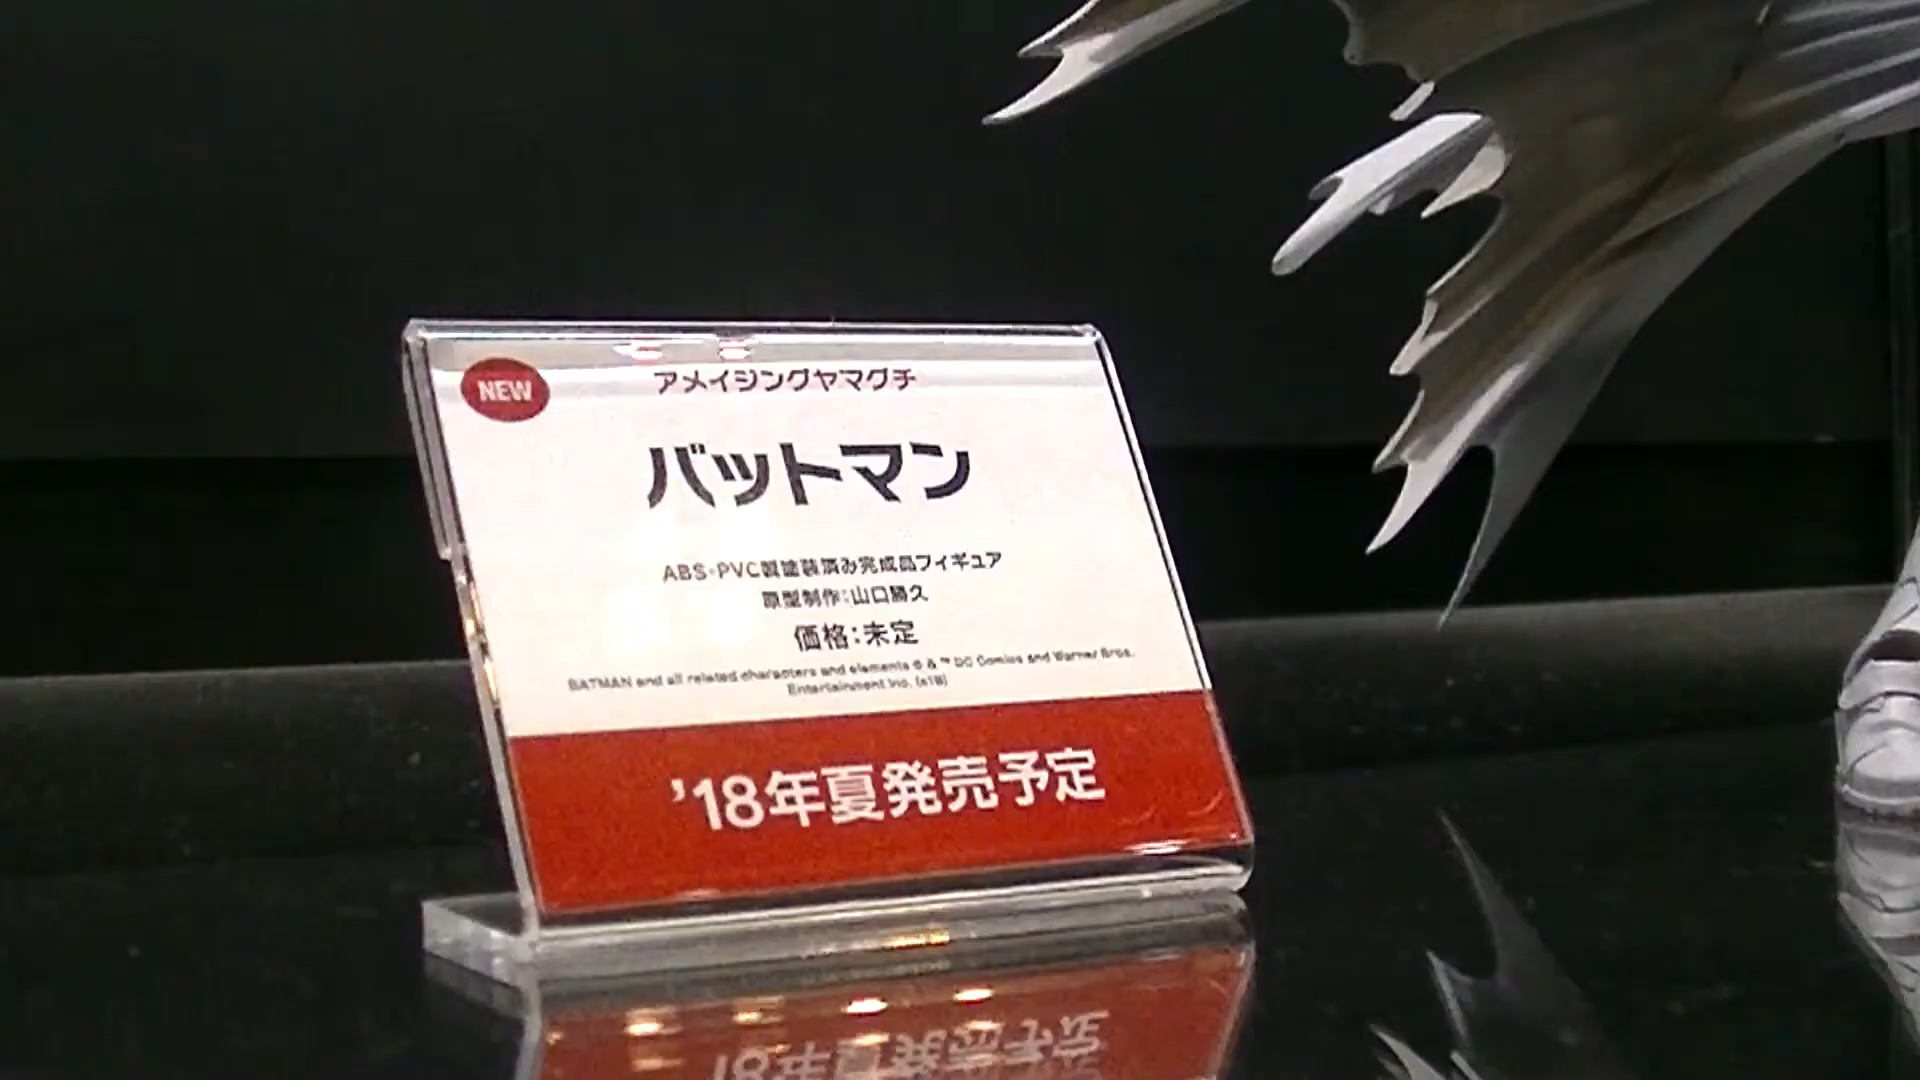 NEW
アメイジングヤマグチ
バットマン
ABS・PVC製塗装済み完成品フィギュア
原型制作:山口勝久
価格:未定
BATMAN and all related characters and elements © & ™ DC Comics and Warner Bros.
Entertainment Inc. (s18)
'18年夏発売予定